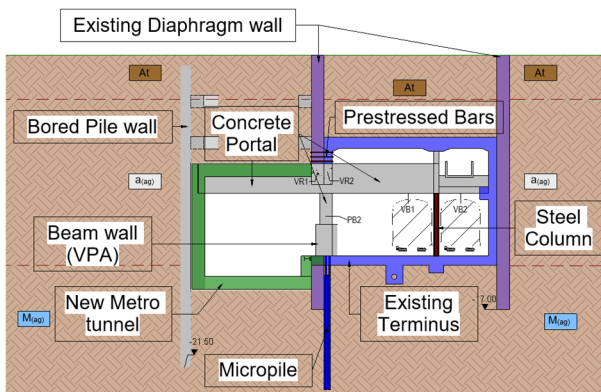 Existing Diaphragm wall
At
At
At
Bored Pile wall
Concrete
Portal
Prestressed Bars
a(ag)
a(ag)
VR1
VR2
VB1
VB2
PB2
Beam wall
(VPA)
Steel
Column
New Metro
tunnel
Existing
Terminus
-17.00
M(ag)
M(ag)
-21.50
Micropile